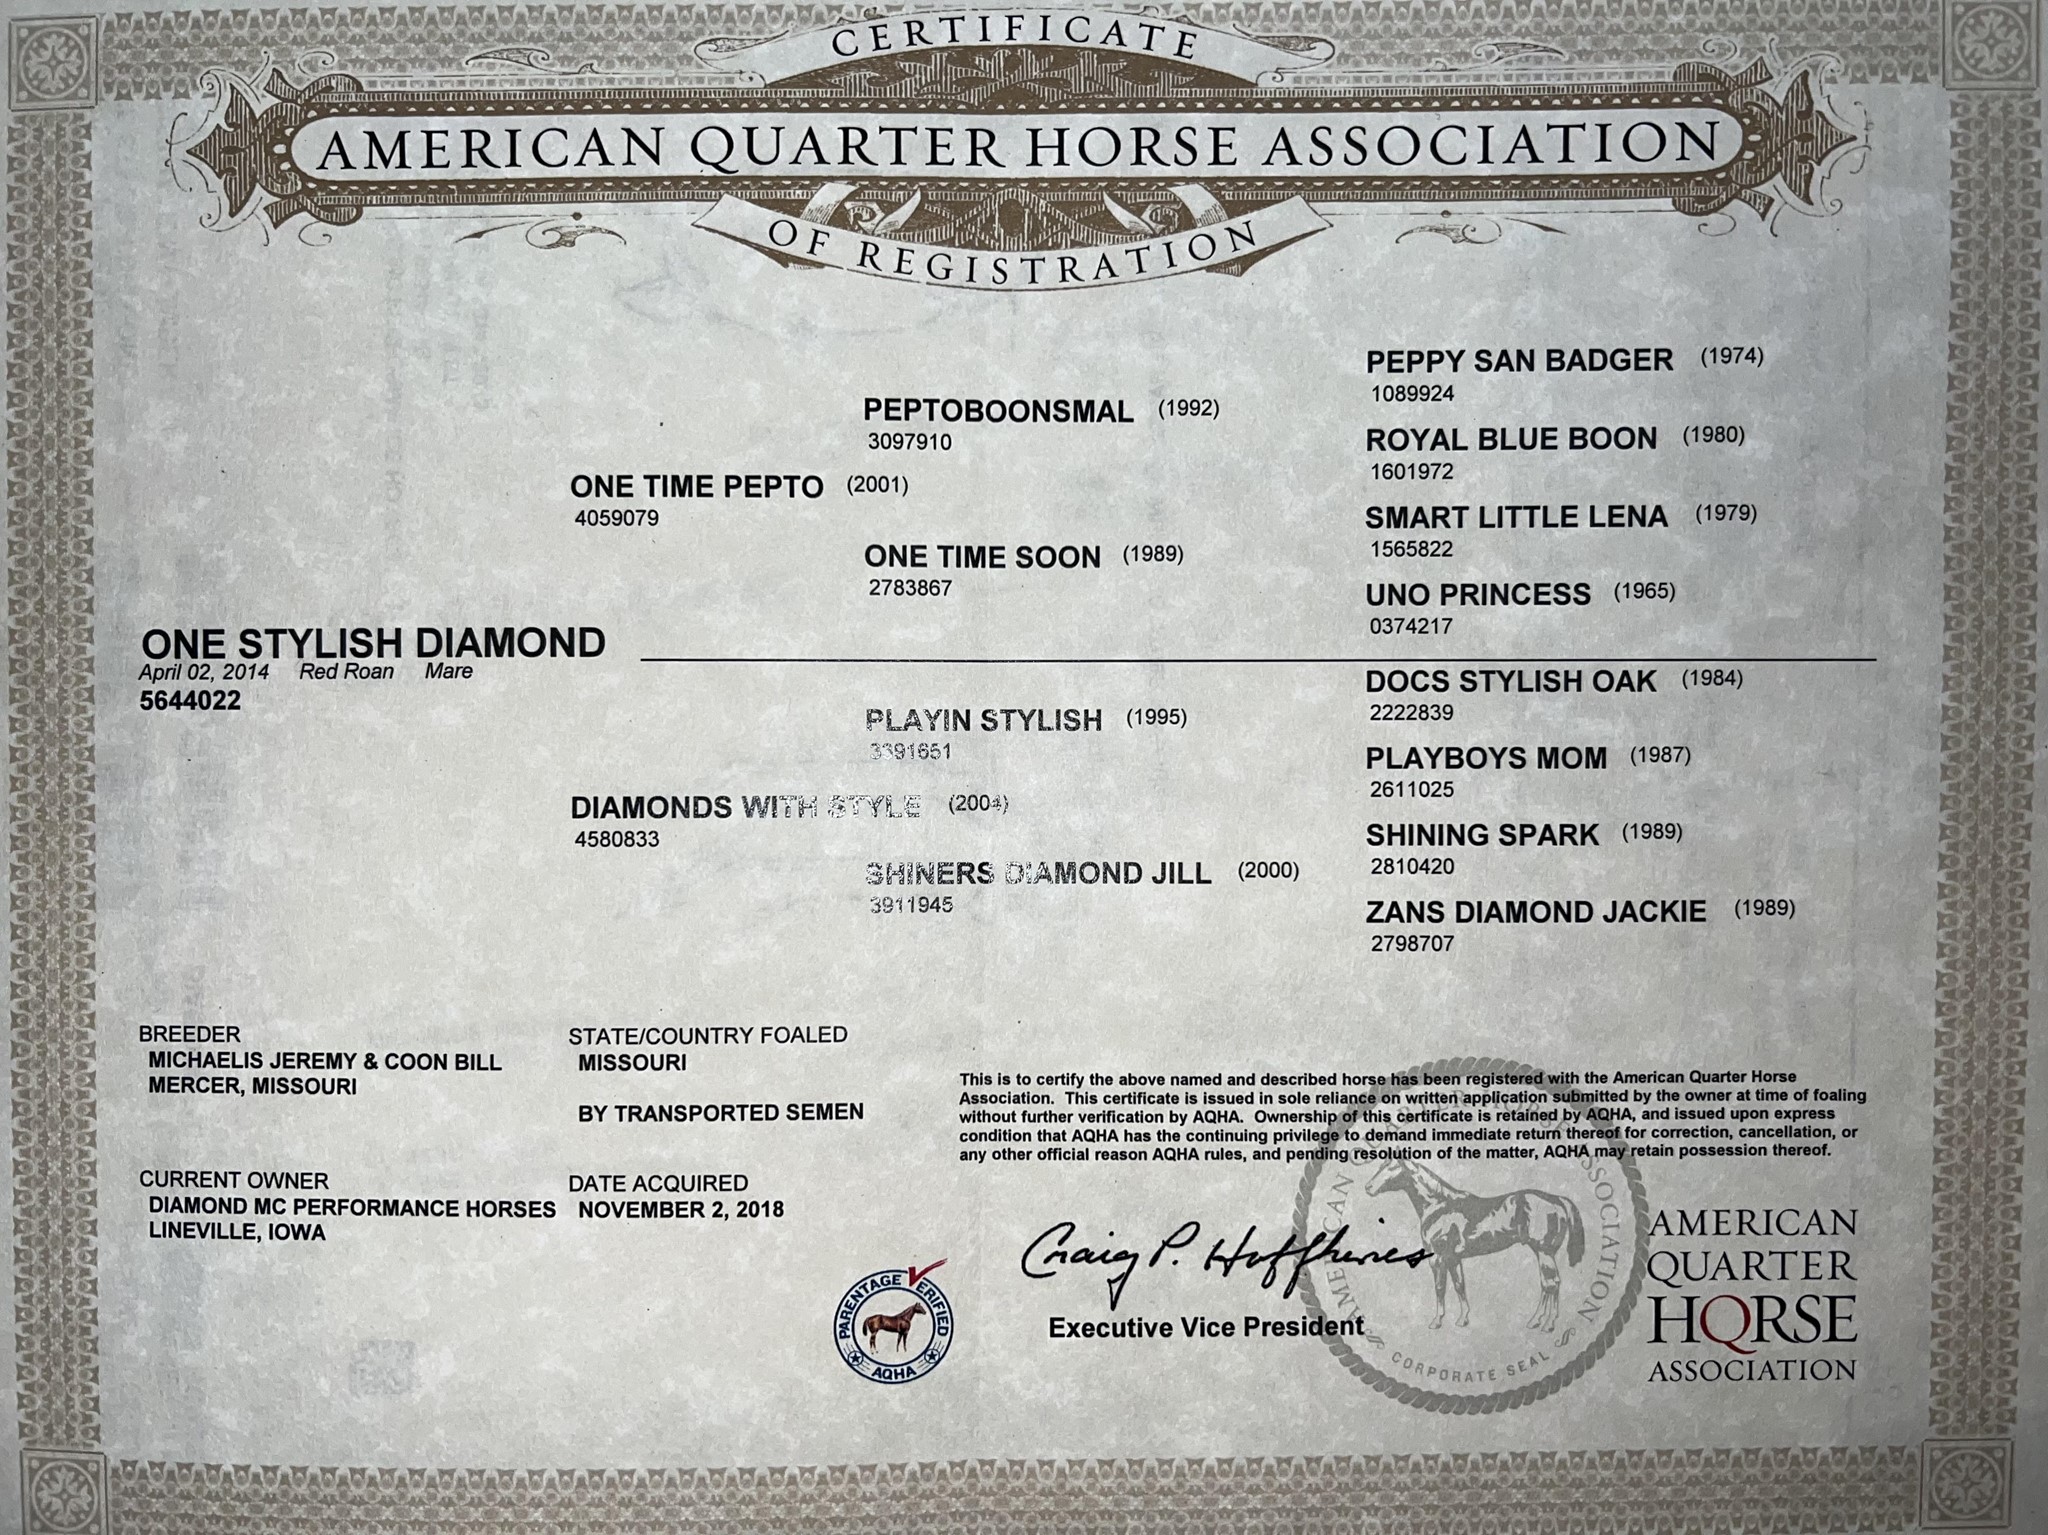 CERTIFICATE
AMERICAN QUARTER HORSE ASSOCIATION
OF REGISTRATION
PEPPY SAN BADGER (1974)
1089924
PEPTOBOONSMAL (1992)
3097910
ROYAL BLUE BOON (1980)
1601972
ONE TIME PEPTO (2001)
4059079
SMART LITTLE LENA (1979)
1565822
ONE TIME SOON (1989)
2783867
UNO PRINCESS (1965)
0374217
ONE STYLISH DIAMOND
April 02, 2014 Red Roan Mare
5644022
DOCS STYLISH OAK (1984)
2222839
PLAYIN STYLISH (1995)
3391651
PLAYBOYS MOM (1987)
2611025
DIAMONDS WITH STYLE (2004)
4580833
SHINING SPARK (1989)
2810420
SHINERS DIAMOND JILL (2000)
3911945
ZANS DIAMOND JACKIE (1989)
2798707
BREEDER
MICHAELIS JEREMY & COON BILL
MERCER, MISSOURI
STATE/COUNTRY FOALED
MISSOURI
BY TRANSPORTED SEMEN
CURRENT OWNER
DIAMOND MC PERFORMANCE HORSES
LINEVILLE, IOWA
DATE ACQUIRED
NOVEMBER 2, 2018
This is to certify the above named and described horse has been registered with the American Quarter Horse
Association. This certificate is issued in sole reliance on written application submitted by the owner at time of foaling
without further verification by AQHA. Ownership of this certificate is retained by AQHA, and issued upon express
condition that AQHA has the continuing privilege to demand immediate return thereof for correction, cancellation, or
any other official reason AQHA rules, and pending resolution of the matter, AQHA may retain possession thereof.
Craig P. Huffhines
Executive Vice President
PARENTAGE VERIFIED
AQHA
AMERICAN QUARTER HORSE ASSOCIATION
CORPORATE SEAL
AMERICAN
QUARTER
HORSE
ASSOCIATION